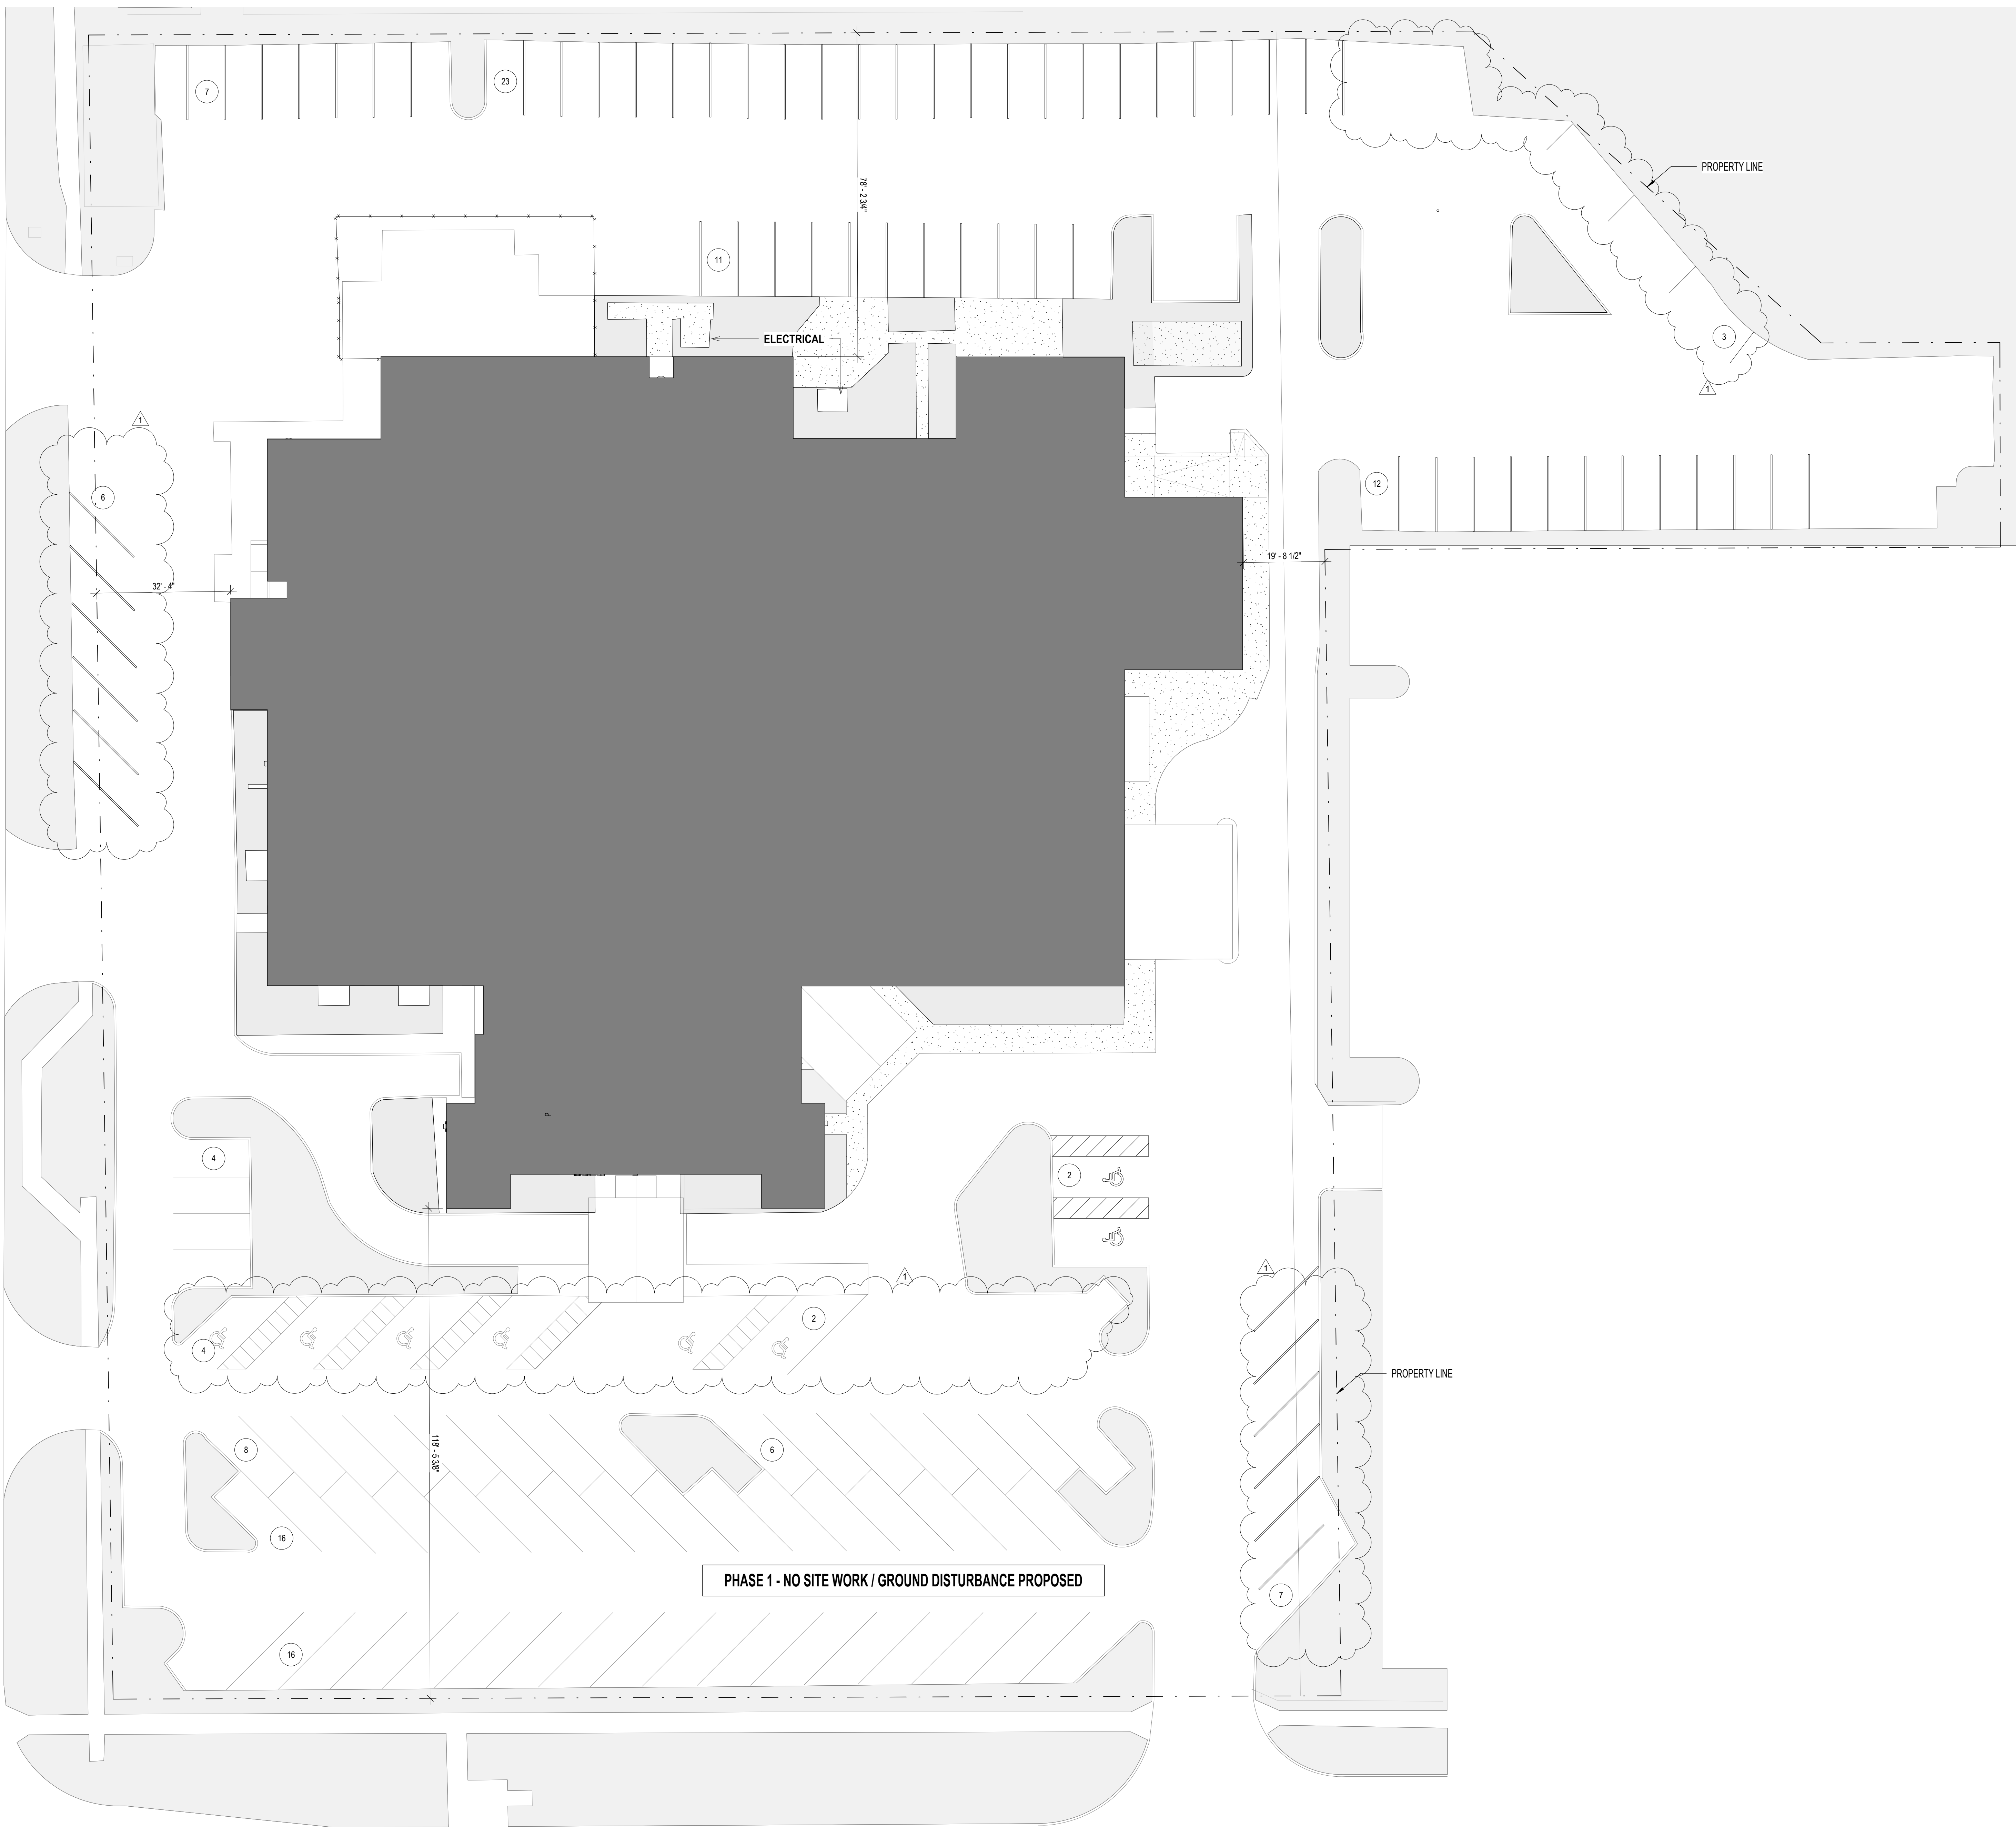 7
23
PROPERTY LINE
78' - 2 3/4"
11
ELECTRICAL
3
1
1
6
12
19' - 8 1/2"
32' - 4"
P
4
2
1
1
2
4
PROPERTY LINE
8
6
118' - 5 3/8"
16
PHASE 1 - NO SITE WORK / GROUND DISTURBANCE PROPOSED
7
16